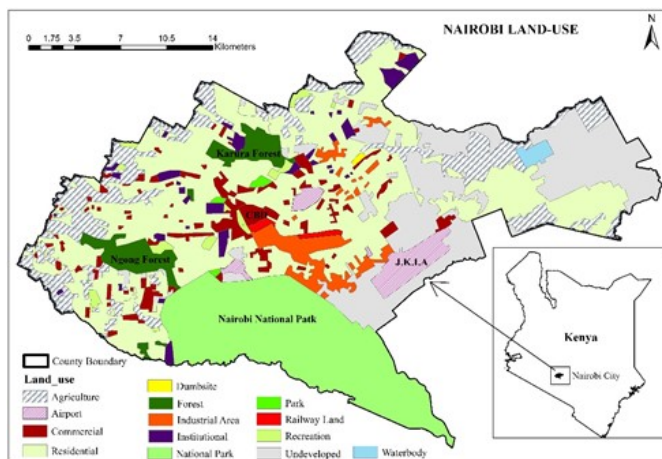 NAIROBI LAND-USE
N
0 1.75 3.5 7 10.5 14
Kilometers
Karura Forest
CBD
Ngong Forest
J.K.I.A
Nairobi National Patk
Kenya
Nairobi City
County Boundary
Land_use
Agriculture
Airport
Commercial
Residential
Dumbsite
Forest
Industrial Area
Institutional
National Park
Park
Railway Land
Recreation
Undeveloped
Waterbody